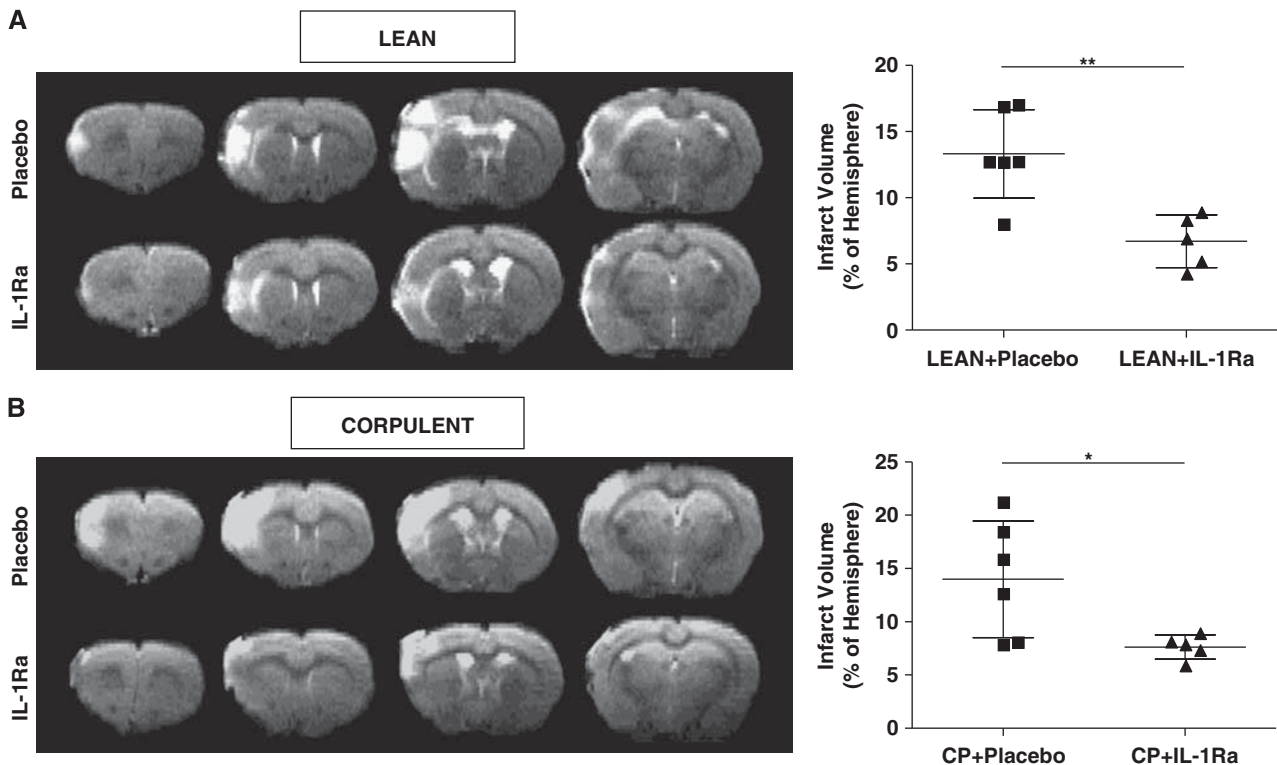 A
LEAN
Placebo
IL-1Ra
Infarct Volume
(% of Hemisphere)
20
15
10
5
0
**
LEAN+Placebo
LEAN+IL-1Ra
B
CORPULENT
Placebo
IL-1Ra
Infarct Volume
(% of Hemisphere)
25
20
15
10
5
0
*
CP+Placebo
CP+IL-1Ra